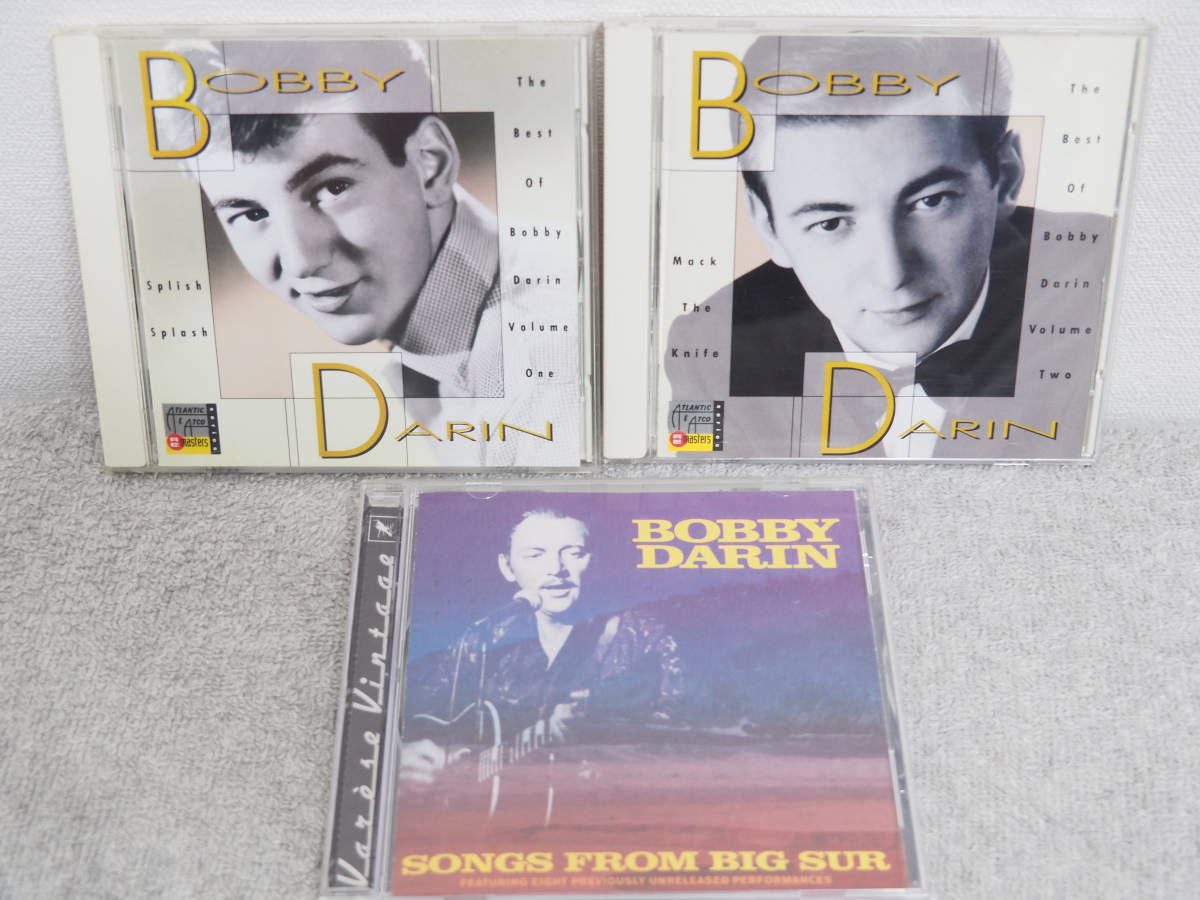 BOBBY
The
Best
Of
Bobby
Darin
Volume
One
Splish
Splash
ATLANTIC
& ATCO
masters
DARIN
BOBBY
The
Best
Of
Bobby
Darin
Volume
Two
Mack
The
Knife
ATLANTIC
& ATCO
masters
DARIN
BOBBY
DARIN
Varèse Vintage
SONGS FROM BIG SUR
FEATURING EIGHT PREVIOUSLY UNRELEASED PERFORMANCES